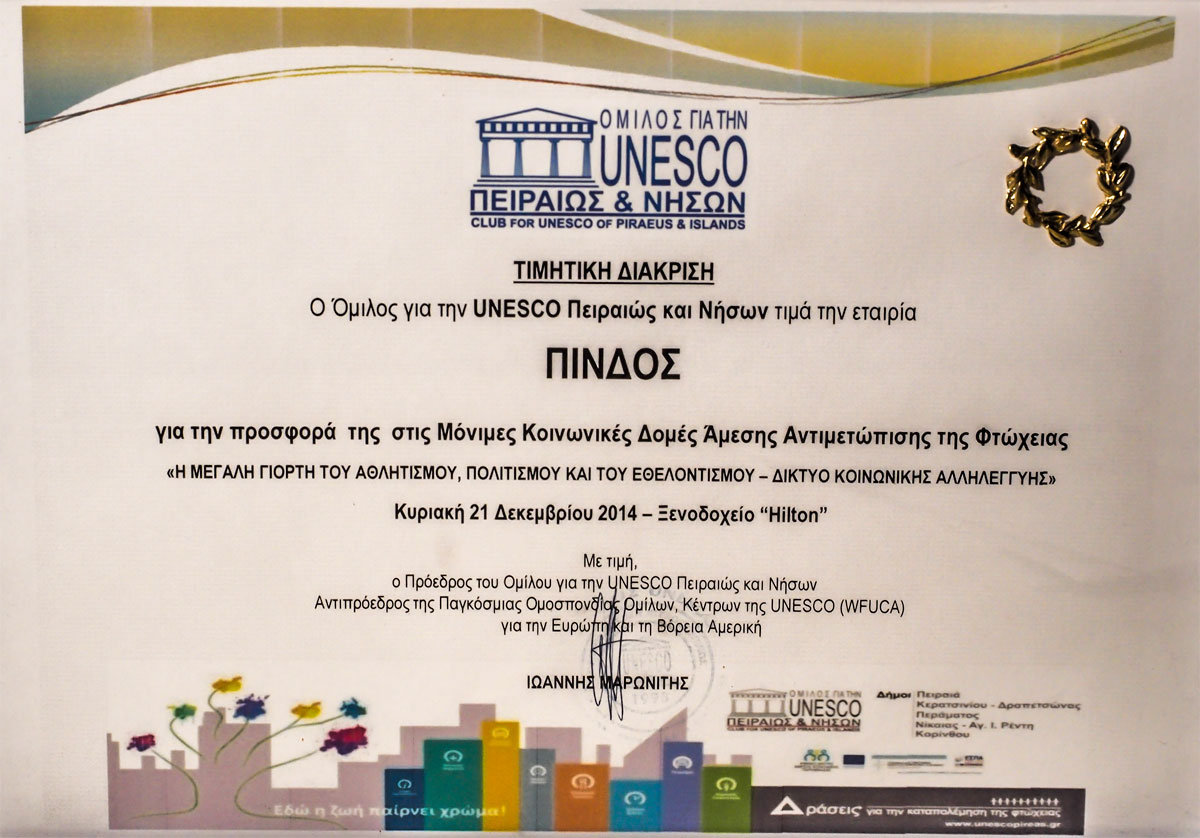 ΟΜΙΛΟΣ ΓΙΑ ΤΗΝ
UNESCO
ΠΕΙΡΑΙΩΣ & ΝΗΣΩΝ
CLUB FOR UNESCO OF PIRAEUS & ISLANDS
ΤΙΜΗΤΙΚΗ ΔΙΑΚΡΙΣΗ
Ο Όμιλος για την UNESCO Πειραιώς και Νήσων τιμά την εταιρία
ΠΙΝΔΟΣ
για την προσφορά της στις Μόνιμες Κοινωνικές Δομές Άμεσης Αντιμετώπισης της Φτώχειας
«Η ΜΕΓΑΛΗ ΓΙΟΡΤΗ ΤΟΥ ΑΘΛΗΤΙΣΜΟΥ, ΠΟΛΙΤΙΣΜΟΥ ΚΑΙ ΤΟΥ ΕΘΕΛΟΝΤΙΣΜΟΥ – ΔΙΚΤΥΟ ΚΟΙΝΩΝΙΚΗΣ ΑΛΛΗΛΕΓΓΥΗΣ»
Κυριακή 21 Δεκεμβρίου 2014 – Ξενοδοχείο “Hilton”
Με τιμή,
ο Πρόεδρος του Ομίλου για την UNESCO Πειραιώς και Νήσων
Αντιπρόεδρος της Παγκόσμιας Ομοσπονδίας Ομίλων, Κέντρων της UNESCO (WFUCA)
για την Ευρώπη και τη Βόρεια Αμερική
ΙΩΑΝΝΗΣ ΜΑΡΩΝΙΤΗΣ
ΟΜΙΛΟΣ ΓΙΑ ΤΗΝ
UNESCO
ΠΕΙΡΑΙΩΣ & ΝΗΣΩΝ
CLUB FOR UNESCO OF PIRAEUS & ISLANDS
Δήμοι Πειραιά
Κερατσινίου - Δραπετσώνας
Περάματος
Νίκαιας - Αγ. Ι. Ρέντη
Κορίνθου
ΕΣΠΑ
Εδώ η ζωή παίρνει χρώμα!
Δράσεις για την καταπολέμηση της φτώχειας
www.unescopireas.gr